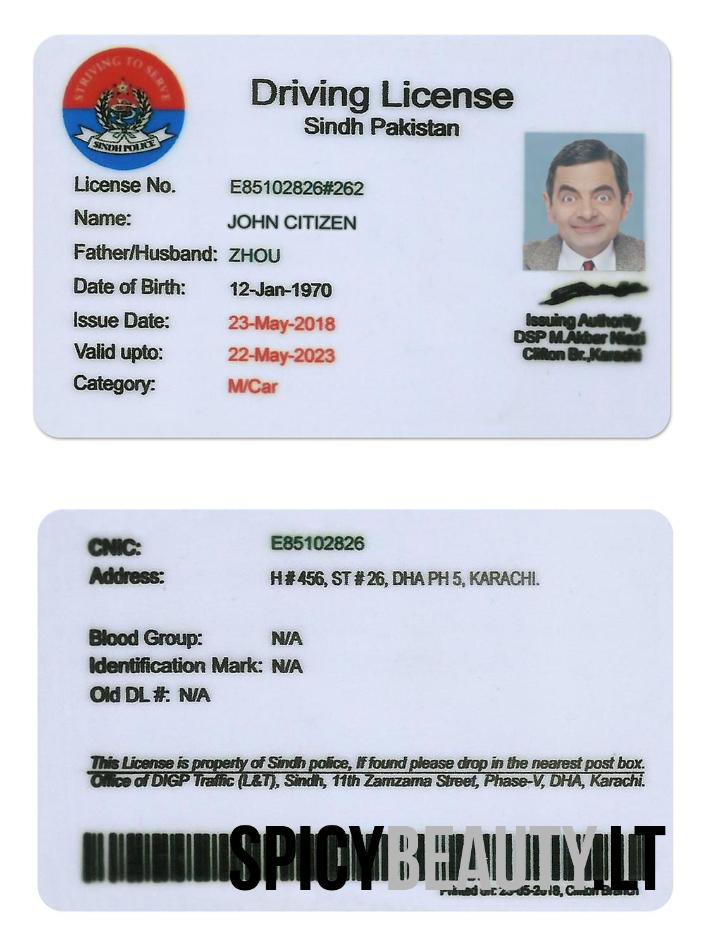 STRIVING TO SERVE
SINDH POLICE
Driving License
Sindh Pakistan
License No. E85102826#262
Name: JOHN CITIZEN
Father/Husband: ZHOU
Date of Birth: 12-Jan-1970
Issue Date: 23-May-2018
Valid upto: 22-May-2023
Category: M/Car
Issuing Authority
DSP M.Akbar Niazi
Clifton Br.,Karachi
CNIC: E85102826
Address: H # 456, ST # 26, DHA PH 5, KARACHI.
Blood Group: N/A
Identification Mark: N/A
Old DL #: N/A
This License is property of Sindh police, If found please drop in the nearest post box.
Office of DIGP Traffic (L&T), Sindh, 11th Zamzama Street, Phase-V, DHA, Karachi.
SPICYBEAUTY.LT
Printed on: 23-05-2018, Clifton Branch